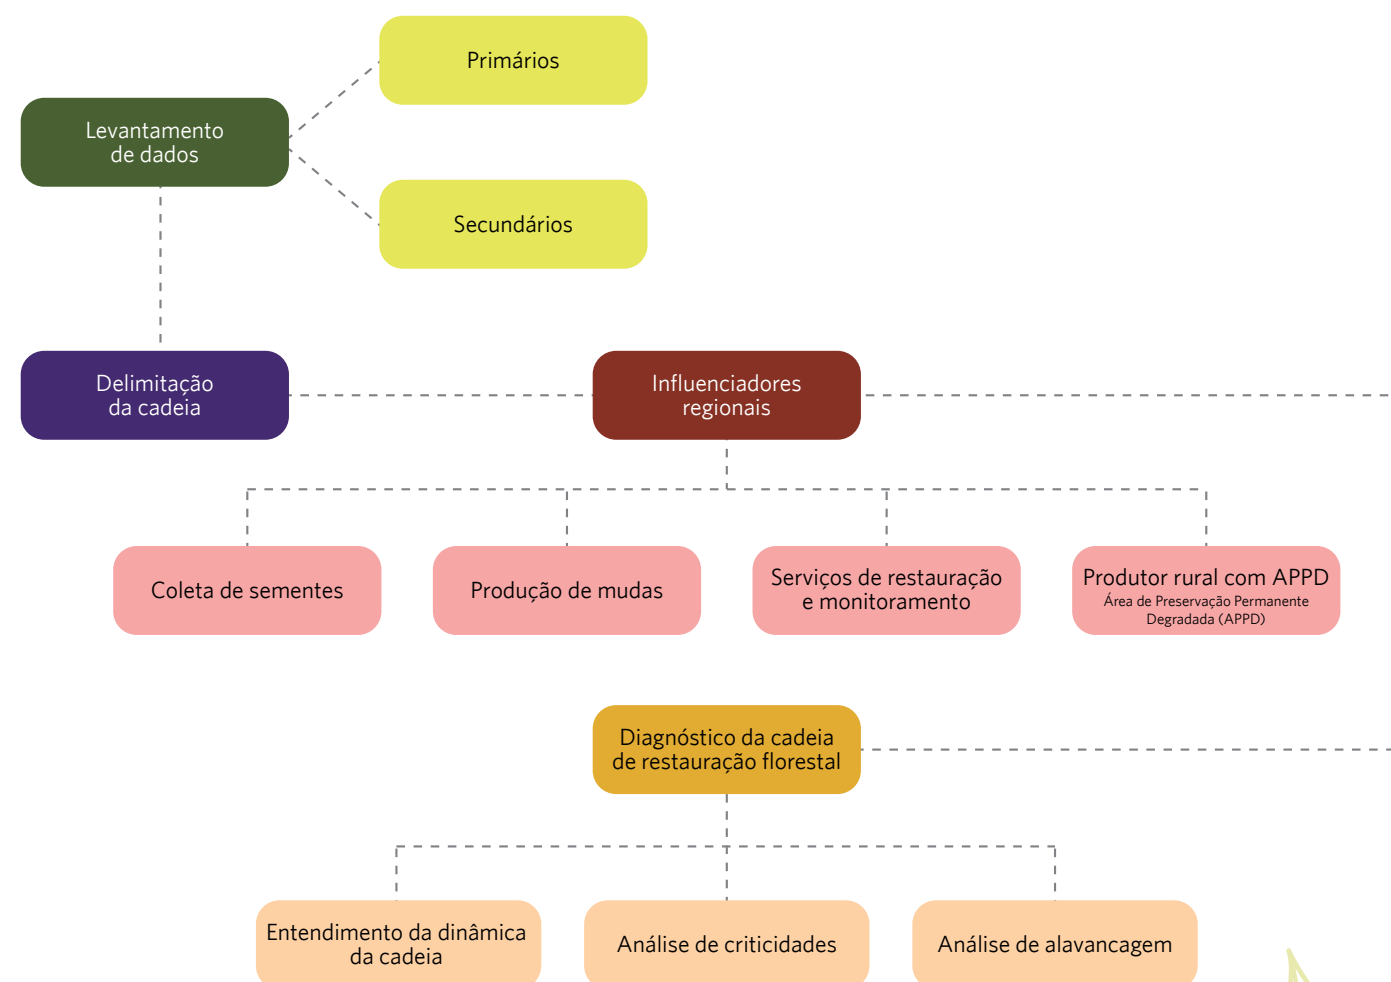 Primários
Levantamento
de dados
Secundários
Delimitação
da cadeia
Influenciadores
regionais
Coleta de sementes
Produção de mudas
Serviços de restauração
e monitoramento
Produtor rural com APPD
Área de Preservação Permanente
Degradada (APPD)
Diagnóstico da cadeia
de restauração florestal
Entendimento da dinâmica
da cadeia
Análise de criticidades
Análise de alavancagem